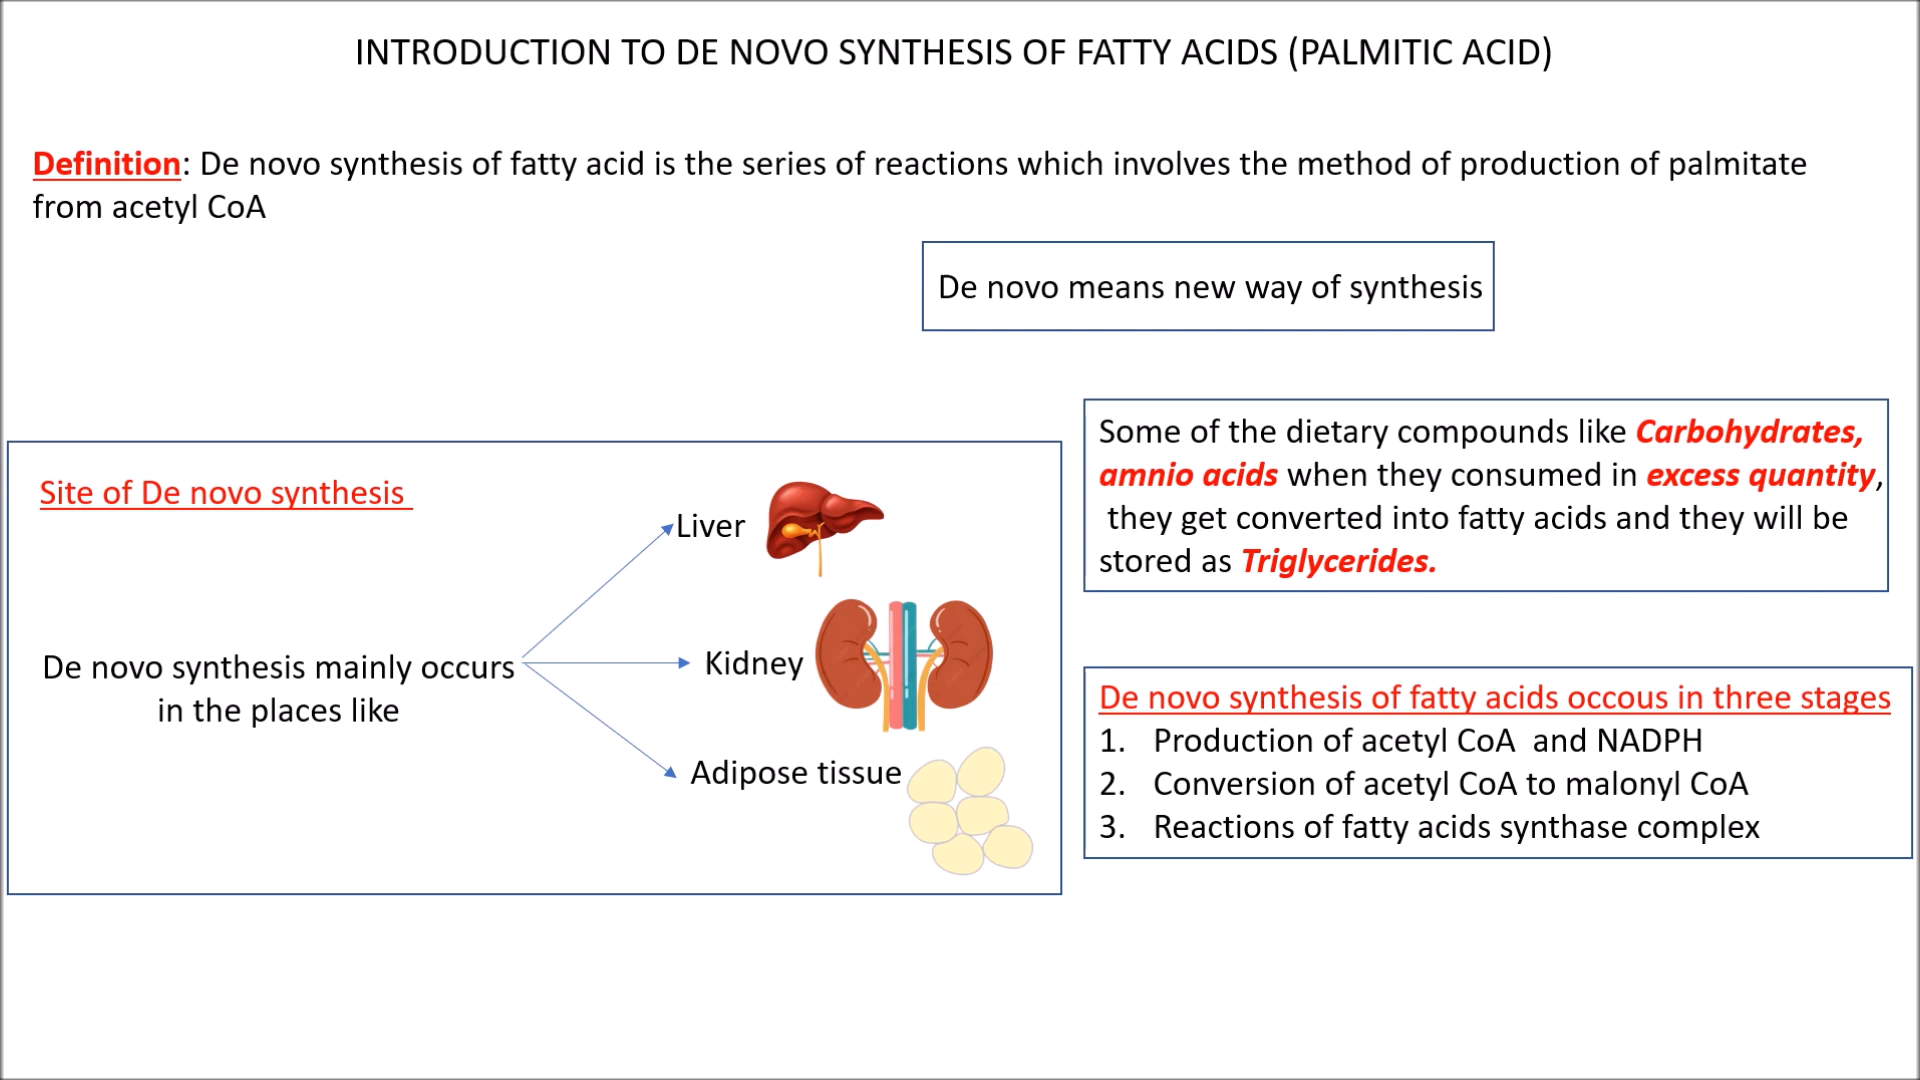 INTRODUCTION TO DE NOVO SYNTHESIS OF FATTY ACIDS (PALMITIC ACID)
Definition: De novo synthesis of fatty acid is the series of reactions which involves the method of production of palmitate
from acetyl CoA
De novo means new way of synthesis
Site of De novo synthesis
De novo synthesis mainly occurs
in the places like
Liver
Kidney
Adipose tissue
Some of the dietary compounds like Carbohydrates,
amnio acids when they consumed in excess quantity,
they get converted into fatty acids and they will be
stored as Triglycerides.
De novo synthesis of fatty acids occous in three stages
1. Production of acetyl CoA and NADPH
2. Conversion of acetyl CoA to malonyl CoA
3. Reactions of fatty acids synthase complex